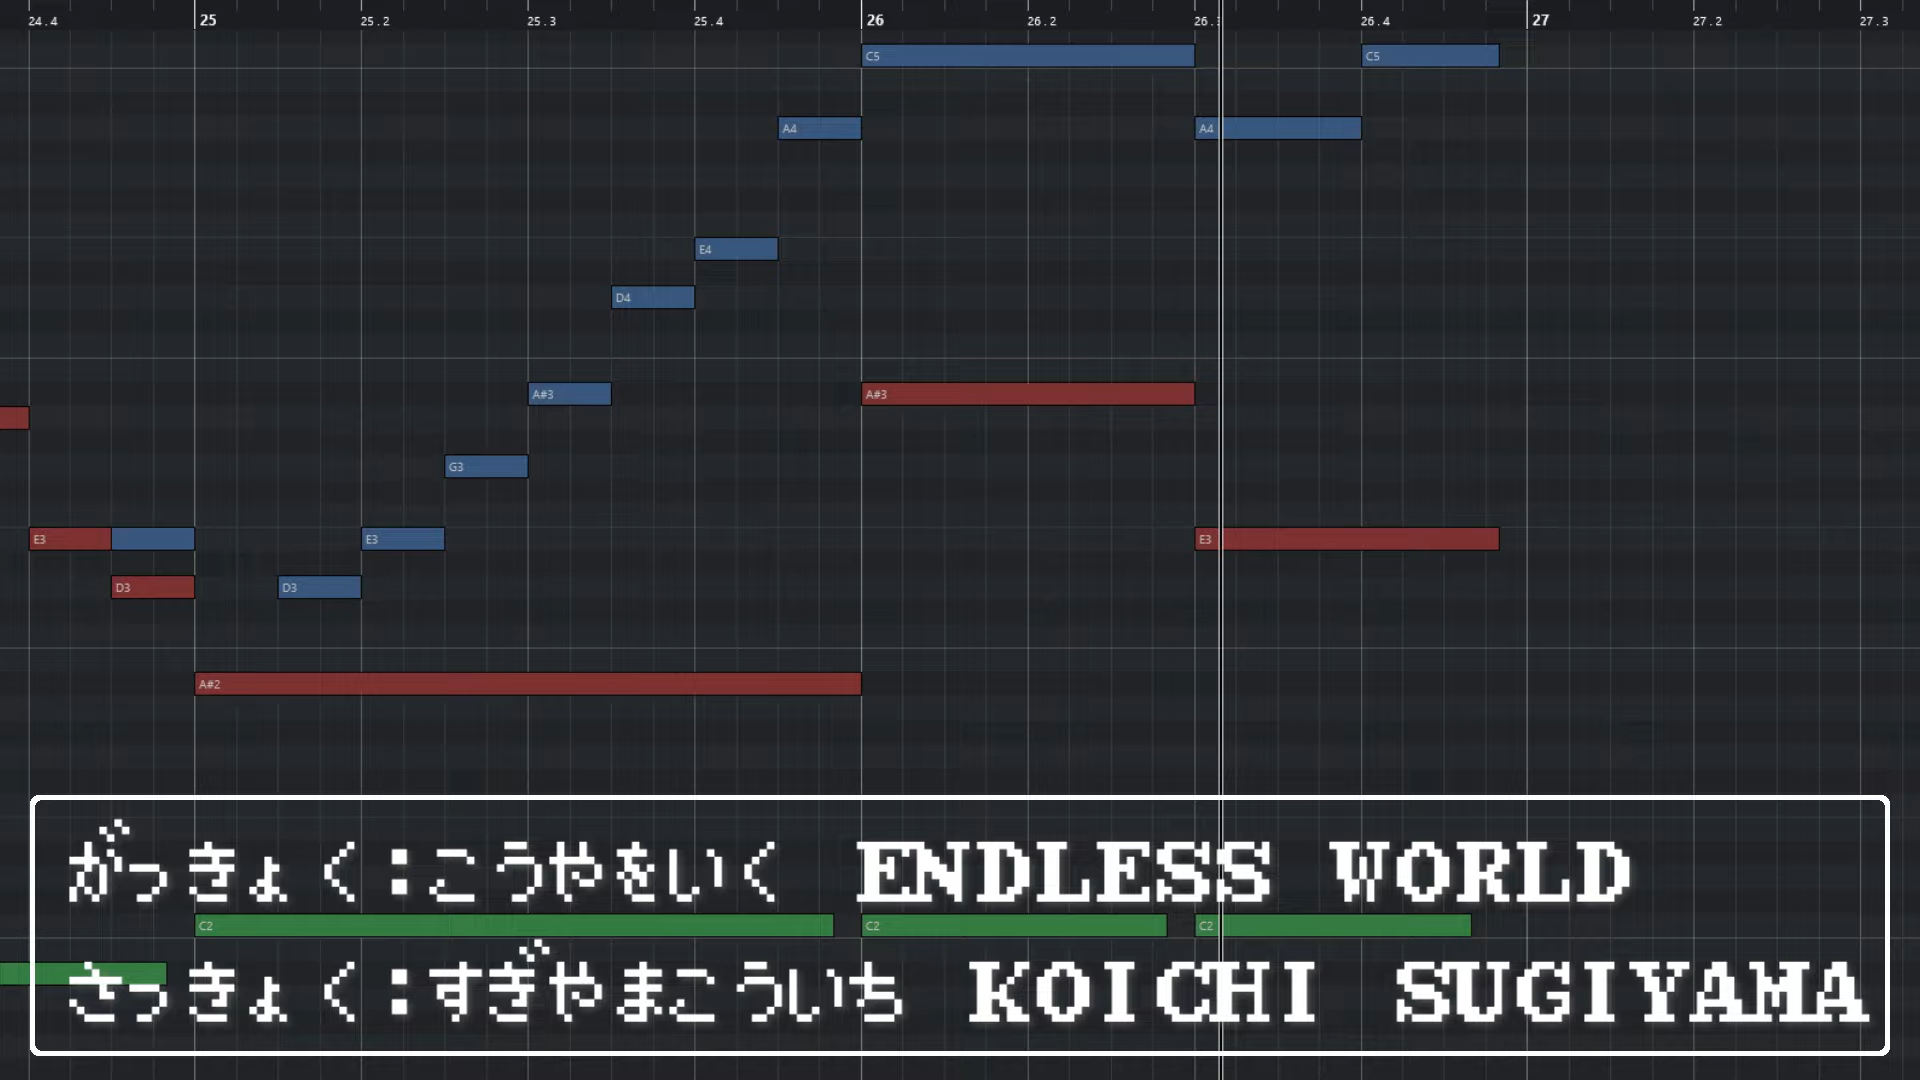 24.4 25 25.2 25.3 25.4 26 26.2 26.3 26.4 27 27.2 27.3
C5 C5
A4 A4
E4
D4
A#3 A#3
G3
E3 E3 E3
D3 D3
A#2
がっきょく:こうやをいく ENDLESS WORLD
C2 C2 C2
さっきょく:すぎやまこういち KOICHI SUGIYAMA